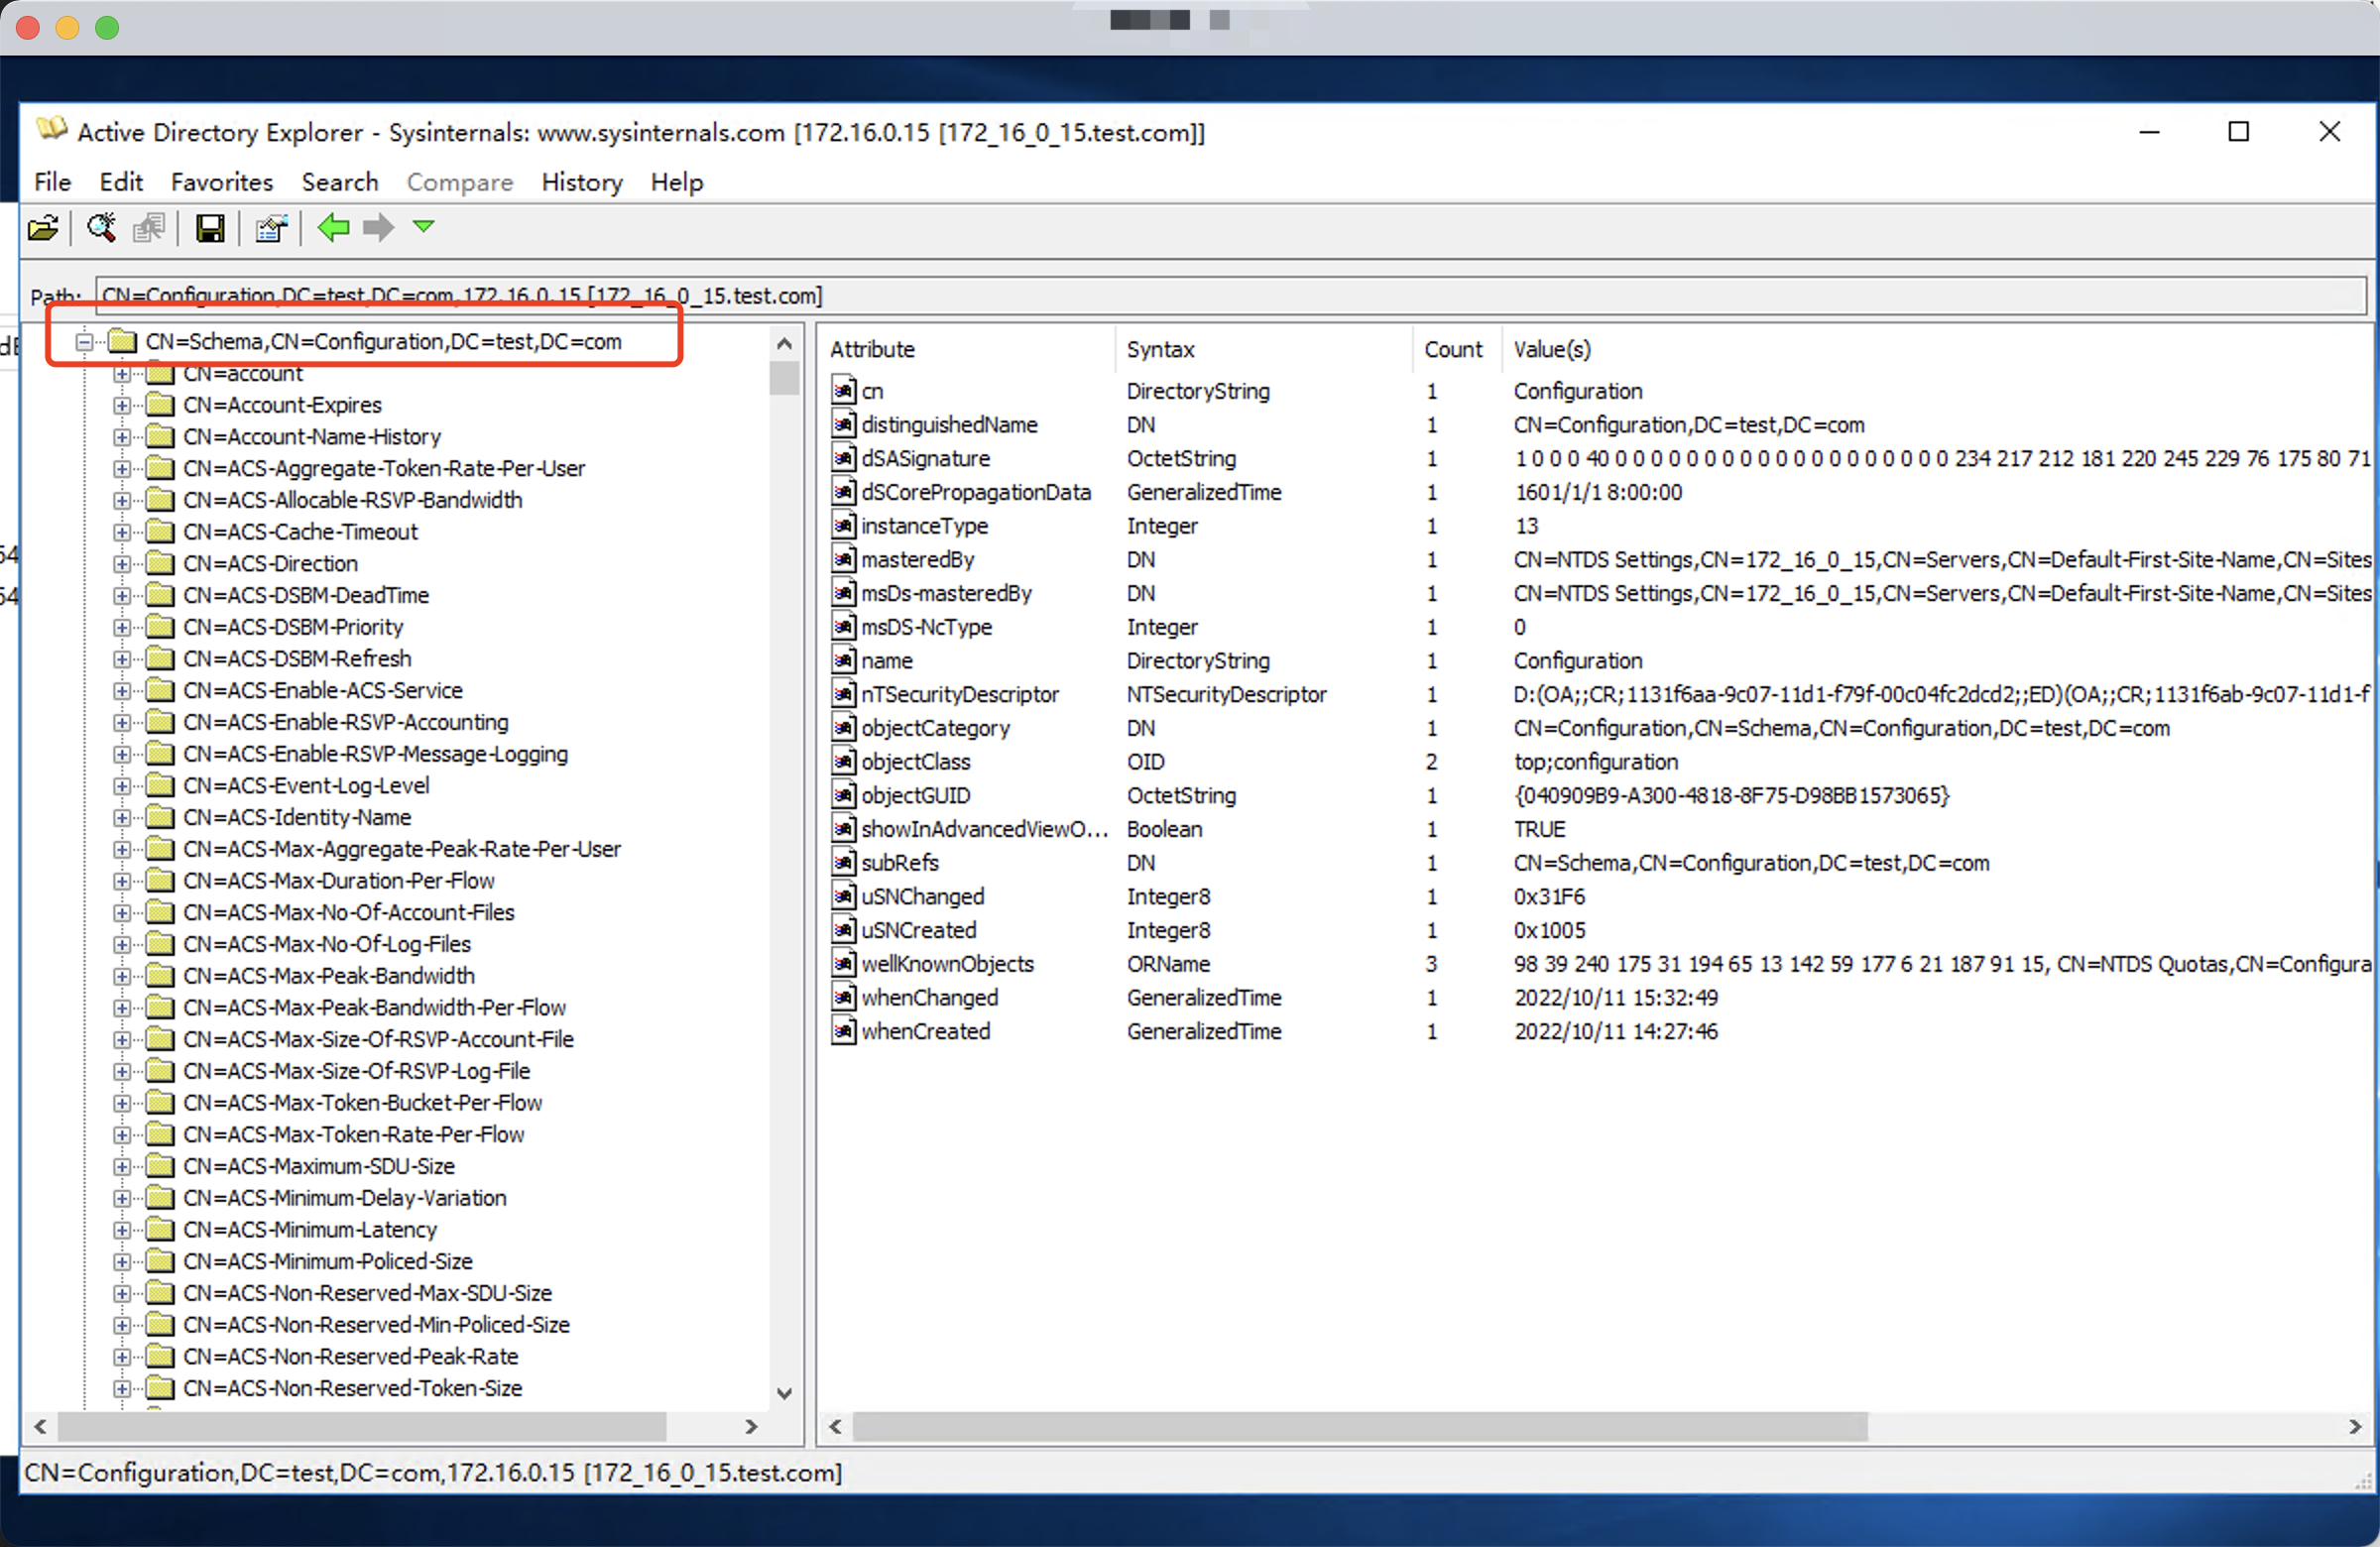 Active Directory Explorer - Sysinternals: www.sysinternals.com [172.16.0.15 [172_16_0_15.test.com]]
File Edit Favorites Search Compare History Help
Path: CN=Configuration,DC=test,DC=com,172.16.0.15 [172_16_0_15.test.com]
CN=Schema,CN=Configuration,DC=test,DC=com
CN=account
CN=Account-Expires
CN=Account-Name-History
CN=ACS-Aggregate-Token-Rate-Per-User
CN=ACS-Allocable-RSVP-Bandwidth
CN=ACS-Cache-Timeout
CN=ACS-Direction
CN=ACS-DSBM-DeadTime
CN=ACS-DSBM-Priority
CN=ACS-DSBM-Refresh
CN=ACS-Enable-ACS-Service
CN=ACS-Enable-RSVP-Accounting
CN=ACS-Enable-RSVP-Message-Logging
CN=ACS-Event-Log-Level
CN=ACS-Identity-Name
CN=ACS-Max-Aggregate-Peak-Rate-Per-User
CN=ACS-Max-Duration-Per-Flow
CN=ACS-Max-No-Of-Account-Files
CN=ACS-Max-No-Of-Log-Files
CN=ACS-Max-Peak-Bandwidth
CN=ACS-Max-Peak-Bandwidth-Per-Flow
CN=ACS-Max-Size-Of-RSVP-Account-File
CN=ACS-Max-Size-Of-RSVP-Log-File
CN=ACS-Max-Token-Bucket-Per-Flow
CN=ACS-Max-Token-Rate-Per-Flow
CN=ACS-Maximum-SDU-Size
CN=ACS-Minimum-Delay-Variation
CN=ACS-Minimum-Latency
CN=ACS-Minimum-Policed-Size
CN=ACS-Non-Reserved-Max-SDU-Size
CN=ACS-Non-Reserved-Min-Policed-Size
CN=ACS-Non-Reserved-Peak-Rate
CN=ACS-Non-Reserved-Token-Size
Attribute Syntax Count Value(s)
cn DirectoryString 1 Configuration
distinguishedName DN 1 CN=Configuration,DC=test,DC=com
dSASignature OctetString 1 1 0 0 0 40 0 0 0 0 0 0 0 0 0 0 0 0 0 0 0 0 0 0 0 234 217 212 181 220 245 229 76 175 80 71
dSCorePropagationData GeneralizedTime 1 1601/1/1 8:00:00
instanceType Integer 1 13
masteredBy DN 1 CN=NTDS Settings,CN=172_16_0_15,CN=Servers,CN=Default-First-Site-Name,CN=Sites
msDs-masteredBy DN 1 CN=NTDS Settings,CN=172_16_0_15,CN=Servers,CN=Default-First-Site-Name,CN=Sites
msDS-NcType Integer 1 0
name DirectoryString 1 Configuration
nTSecurityDescriptor NTSecurityDescriptor 1 D:(OA;;CR;1131f6aa-9c07-11d1-f79f-00c04fc2dcd2;;ED)(OA;;CR;1131f6ab-9c07-11d1-f
objectCategory DN 1 CN=Configuration,CN=Schema,CN=Configuration,DC=test,DC=com
objectClass OID 2 top;configuration
objectGUID OctetString 1 {040909B9-A300-4818-8F75-D98BB1573065}
showInAdvancedViewO... Boolean 1 TRUE
subRefs DN 1 CN=Schema,CN=Configuration,DC=test,DC=com
uSNChanged Integer8 1 0x31F6
uSNCreated Integer8 1 0x1005
wellKnownObjects ORName 3 98 39 240 175 31 194 65 13 142 59 177 6 21 187 91 15, CN=NTDS Quotas,CN=Configura
whenChanged GeneralizedTime 1 2022/10/11 15:32:49
whenCreated GeneralizedTime 1 2022/10/11 14:27:46
CN=Configuration,DC=test,DC=com,172.16.0.15 [172_16_0_15.test.com]